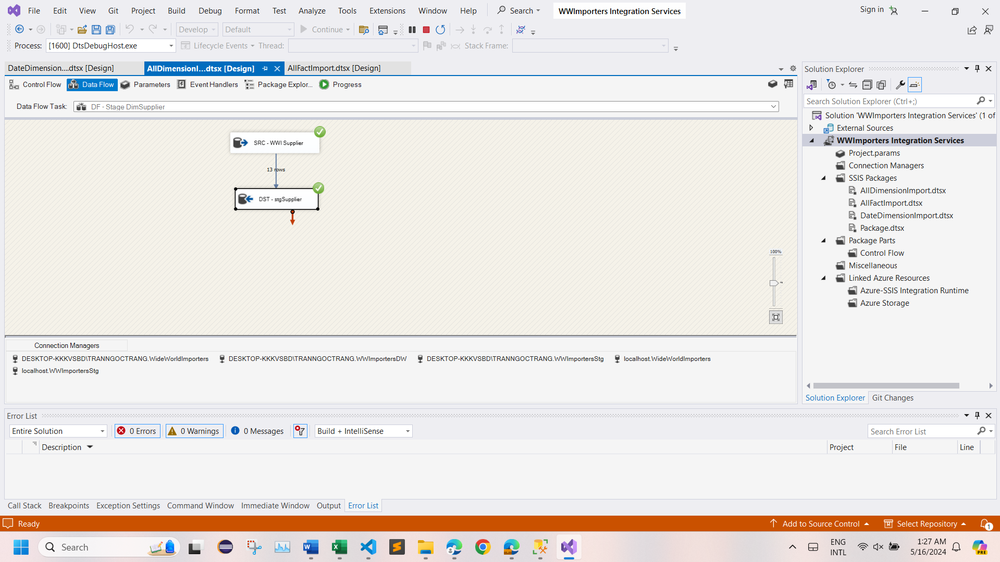 File Edit View Git Project Build Debug Format Test Analyze Tools Extensions Window Help Search WWImporters Integration Services Sign in
Develop Default Continue
Process: [1600] DtsDebugHost.exe Lifecycle Events Thread: Stack Frame:
DateDimension....dtsx [Design] AllDimensionI...dtsx [Design] AllFactImport.dtsx [Design]
Control Flow Data Flow Parameters Event Handlers Package Explor... Progress
Data Flow Task: DF - Stage DimSupplier
SRC - WWI Supplier
13 rows
DST - stgSupplier
100%
Connection Managers
DESKTOP-KKKVSBD\TRANNGOCTRANG.WideWorldImporters DESKTOP-KKKVSBD\TRANNGOCTRANG.WWImportersDW DESKTOP-KKKVSBD\TRANNGOCTRANG.WWImportersStg localhost.WideWorldImporters
localhost.WWImportersStg
Solution Explorer
Search Solution Explorer (Ctrl+;)
Solution 'WWImporters Integration Services' (1 of
External Sources
WWImporters Integration Services
Project.params
Connection Managers
SSIS Packages
AllDimensionImport.dtsx
AllFactImport.dtsx
DateDimensionImport.dtsx
Package.dtsx
Package Parts
Control Flow
Miscellaneous
Linked Azure Resources
Azure-SSIS Integration Runtime
Azure Storage
Solution Explorer Git Changes
Error List
Entire Solution 0 Errors 0 Warnings 0 Messages Build + IntelliSense Search Error List
Description Project File Line
Call Stack Breakpoints Exception Settings Command Window Immediate Window Output Error List
Ready Add to Source Control Select Repository 1
Search ENG INTL 1:27 AM 5/16/2024 PRE